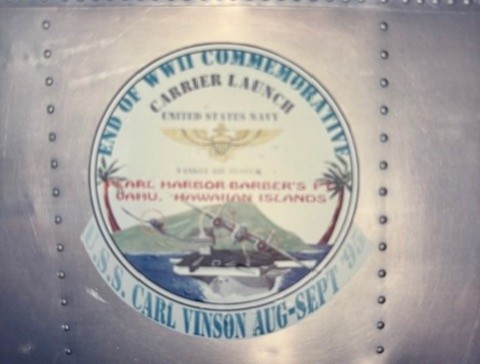 END OF WWII COMMEMORATIVE
CARRIER LAUNCH
UNITED STATES NAVY
PEARL HARBOR BARBER'S PT
OAHU, HAWAIIAN ISLANDS
U.S.S. CARL VINSON AUG-SEPT '95